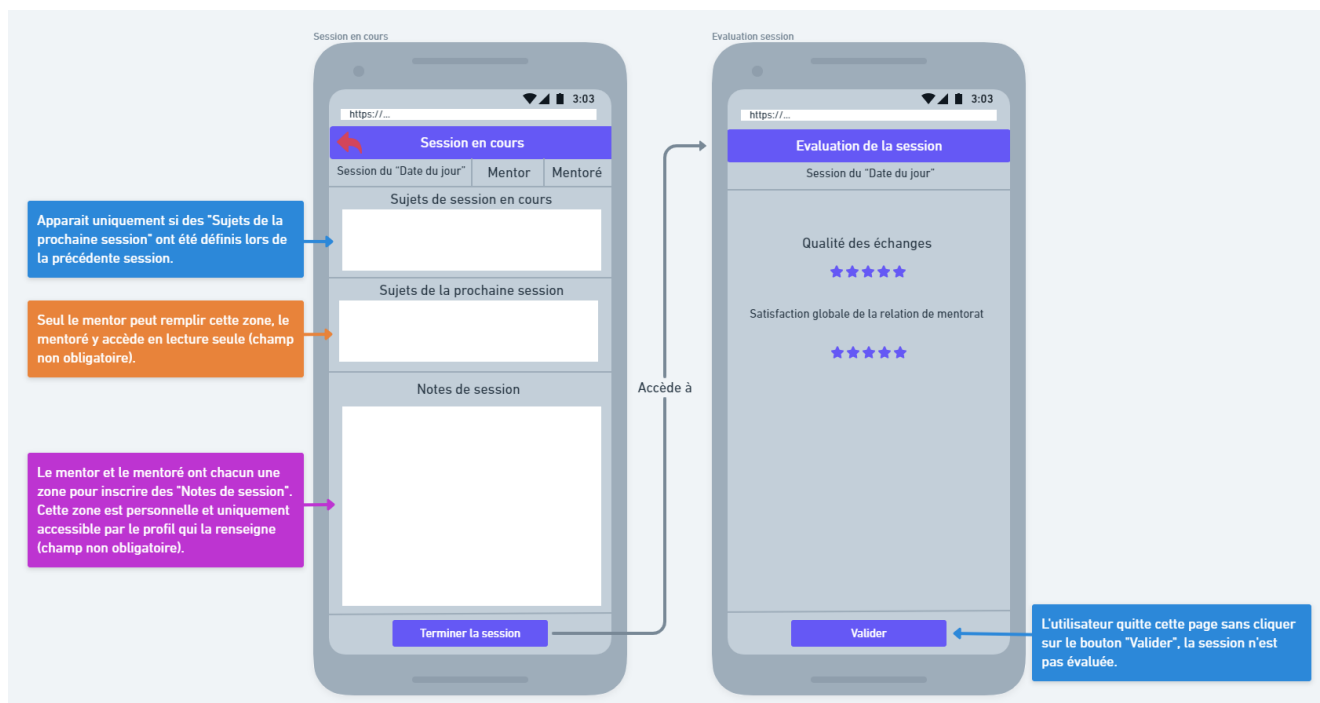 Session en cours
3:03
https://...
Session en cours
Session du "Date du jour"
Mentor
Mentoré
Sujets de session en cours
Sujets de la prochaine session
Notes de session
Terminer la session
Apparait uniquement si des "Sujets de la
prochaine session" ont été définis lors de
la précédente session.
Seul le mentor peut remplir cette zone, le
mentoré y accède en lecture seule (champ
non obligatoire).
Le mentor et le mentoré ont chacun une
zone pour inscrire des "Notes de session".
Cette zone est personnelle et uniquement
accessible par le profil qui la renseigne
(champ non obligatoire).
Accède à
Evaluation session
3:03
https://...
Evaluation de la session
Session du "Date du jour"
Qualité des échanges
Satisfaction globale de la relation de mentorat
Valider
L'utilisateur quitte cette page sans cliquer
sur le bouton "Valider", la session n'est
pas évaluée.